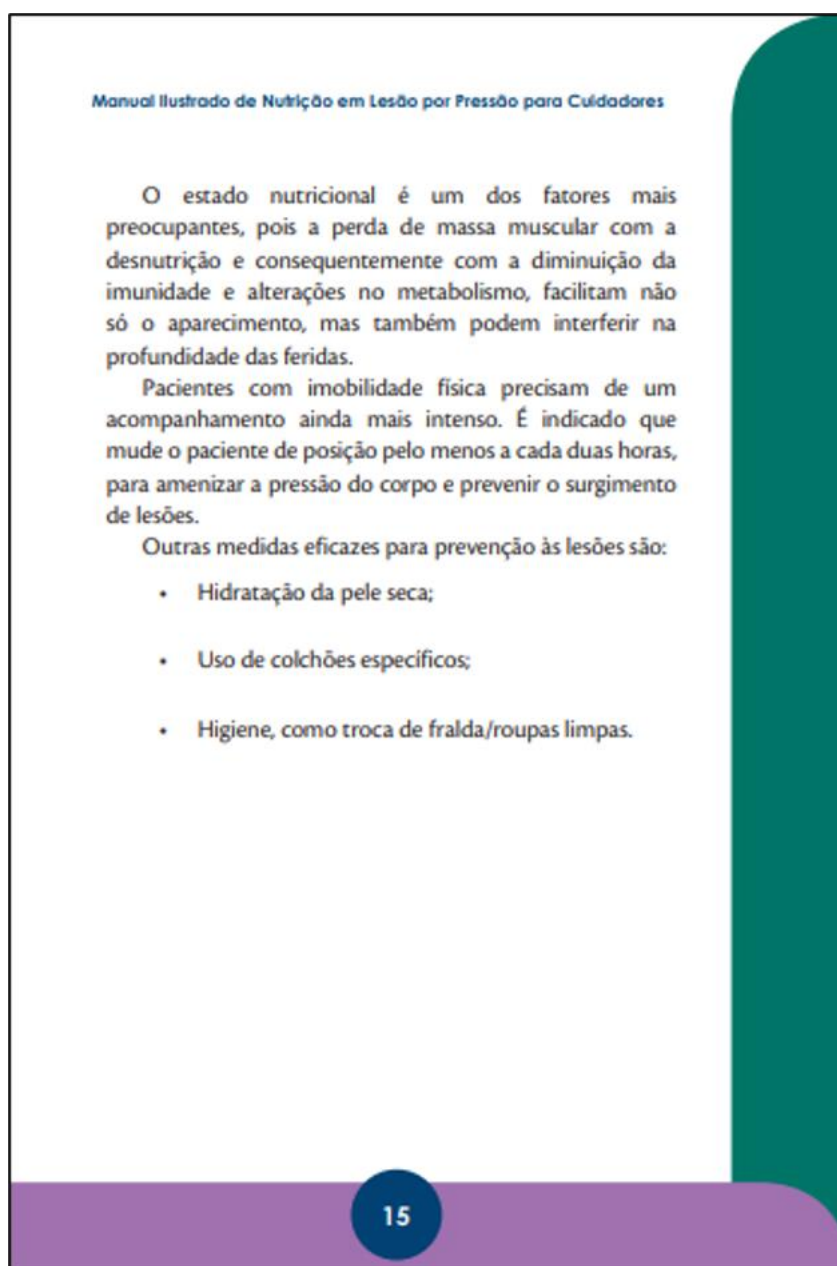 Manual Ilustrado de Nutrição em Lesão por Pressão para Cuidadores
O estado nutricional é um dos fatores mais
preocupantes, pois a perda de massa muscular com a
desnutrição e consequentemente com a diminuição da
imunidade e alterações no metabolismo, facilitam não
só o aparecimento, mas também podem interferir na
profundidade das feridas.
Pacientes com imobilidade física precisam de um
acompanhamento ainda mais intenso. É indicado que
mude o paciente de posição pelo menos a cada duas horas,
para amenizar a pressão do corpo e prevenir o surgimento
de lesões.
Outras medidas eficazes para prevenção às lesões são:
• Hidratação da pele seca;
• Uso de colchões específicos;
• Higiene, como troca de fralda/roupas limpas.
15